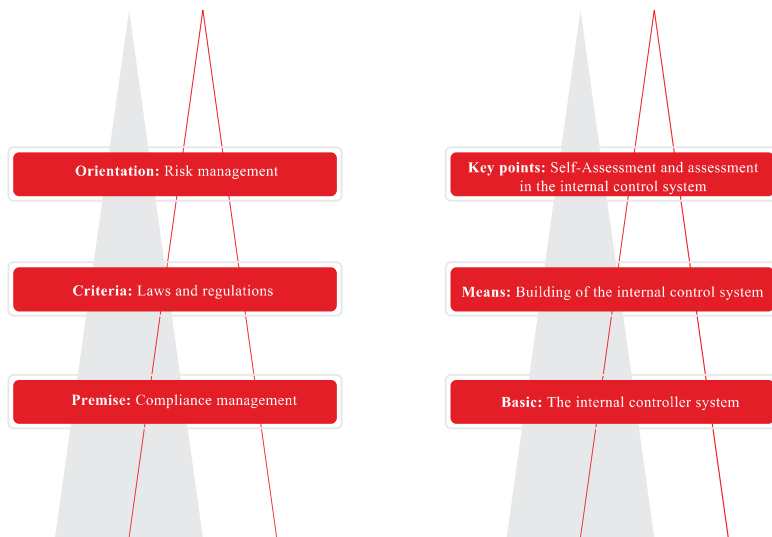 Orientation: Risk management
Criteria: Laws and regulations
Premise: Compliance management
Key points: Self-Assessment and assessment
in the internal control system
Means: Building of the internal control system
Basic: The internal controller system